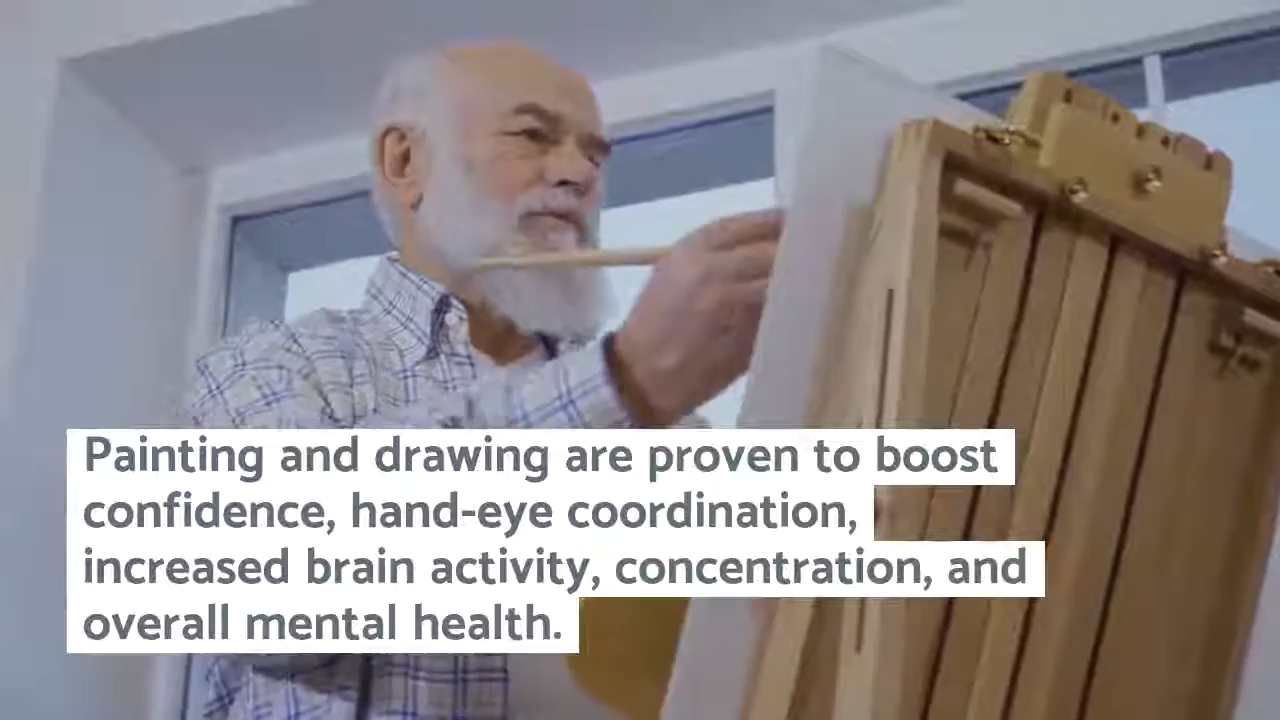 Painting and drawing are proven to boost
confidence, hand-eye coordination,
increased brain activity, concentration, and
overall mental health.